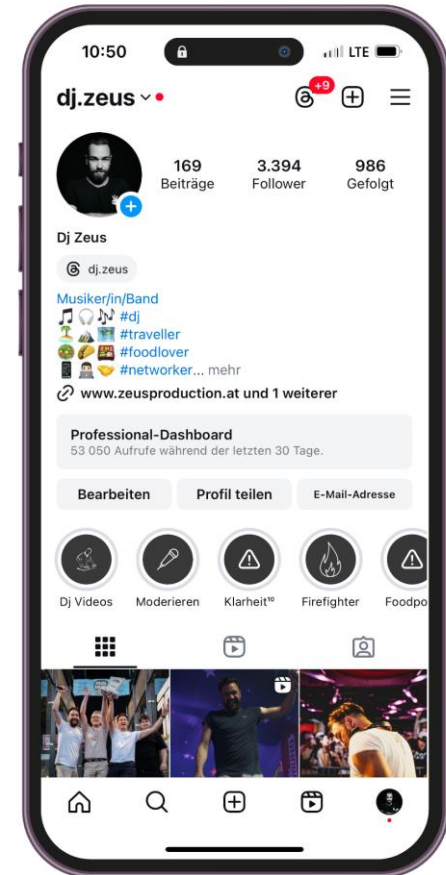 10:50
LTE
dj.zeus
+9
169
Beiträge
3.394
Follower
986
Gefolgt
Dj Zeus
dj.zeus
Musiker/in/Band
🎵🎧🎶 #dj
🏝️⛰️🌅 #traveller
🥗🌮🍱 #foodlover
📱👨🏻‍💻🤝 #networker... mehr
www.zeusproduction.at und 1 weiterer
Professional-Dashboard
53 050 Aufrufe während der letzten 30 Tage.
Bearbeiten
Profil teilen
E-Mail-Adresse
Dj Videos
Moderieren
Klarheit¹⁰
Firefighter
Foodpo